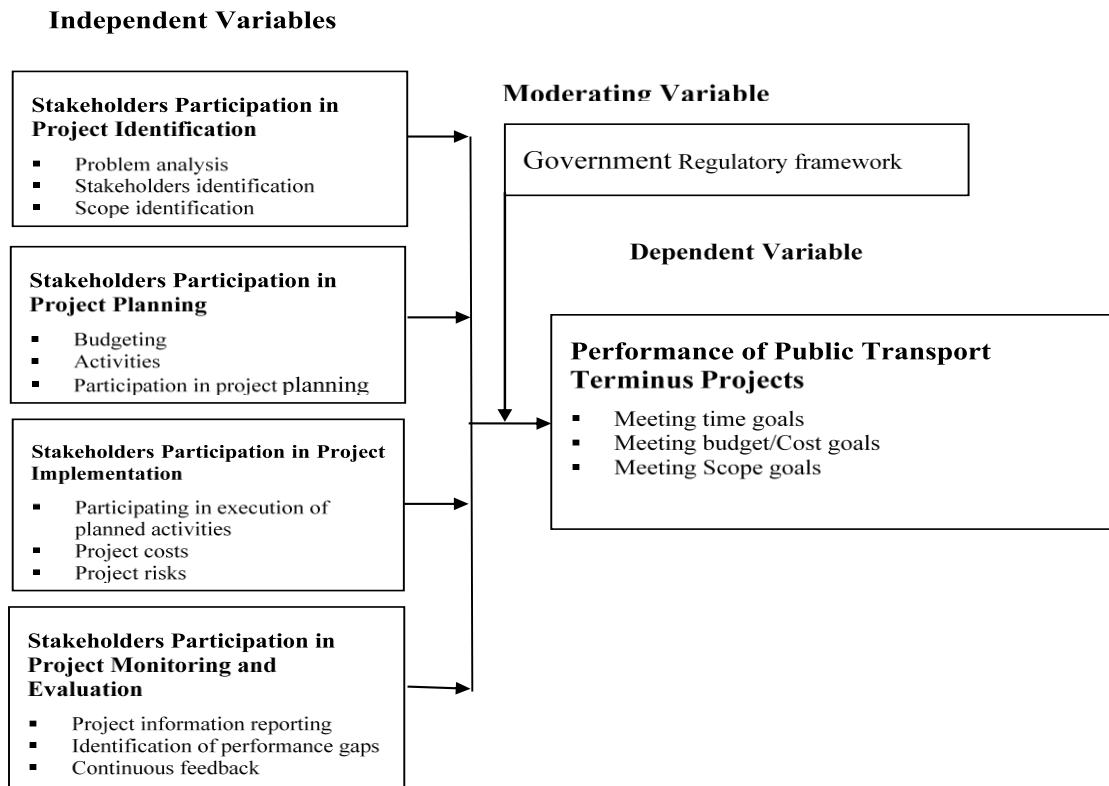 Independent Variables
Stakeholders Participation in
Project Identification
▪ Problem analysis
▪ Stakeholders identification
▪ Scope identification
Stakeholders Participation in
Project Planning
▪ Budgeting
▪ Activities
▪ Participation in project planning
Stakeholders Participation in Project
Implementation
▪ Participating in execution of
planned activities
▪ Project costs
▪ Project risks
Stakeholders Participation in
Project Monitoring and
Evaluation
▪ Project information reporting
▪ Identification of performance gaps
▪ Continuous feedback
Moderating Variable
Government Regulatory framework
Dependent Variable
Performance of Public Transport
Terminus Projects
▪ Meeting time goals
▪ Meeting budget/Cost goals
▪ Meeting Scope goals